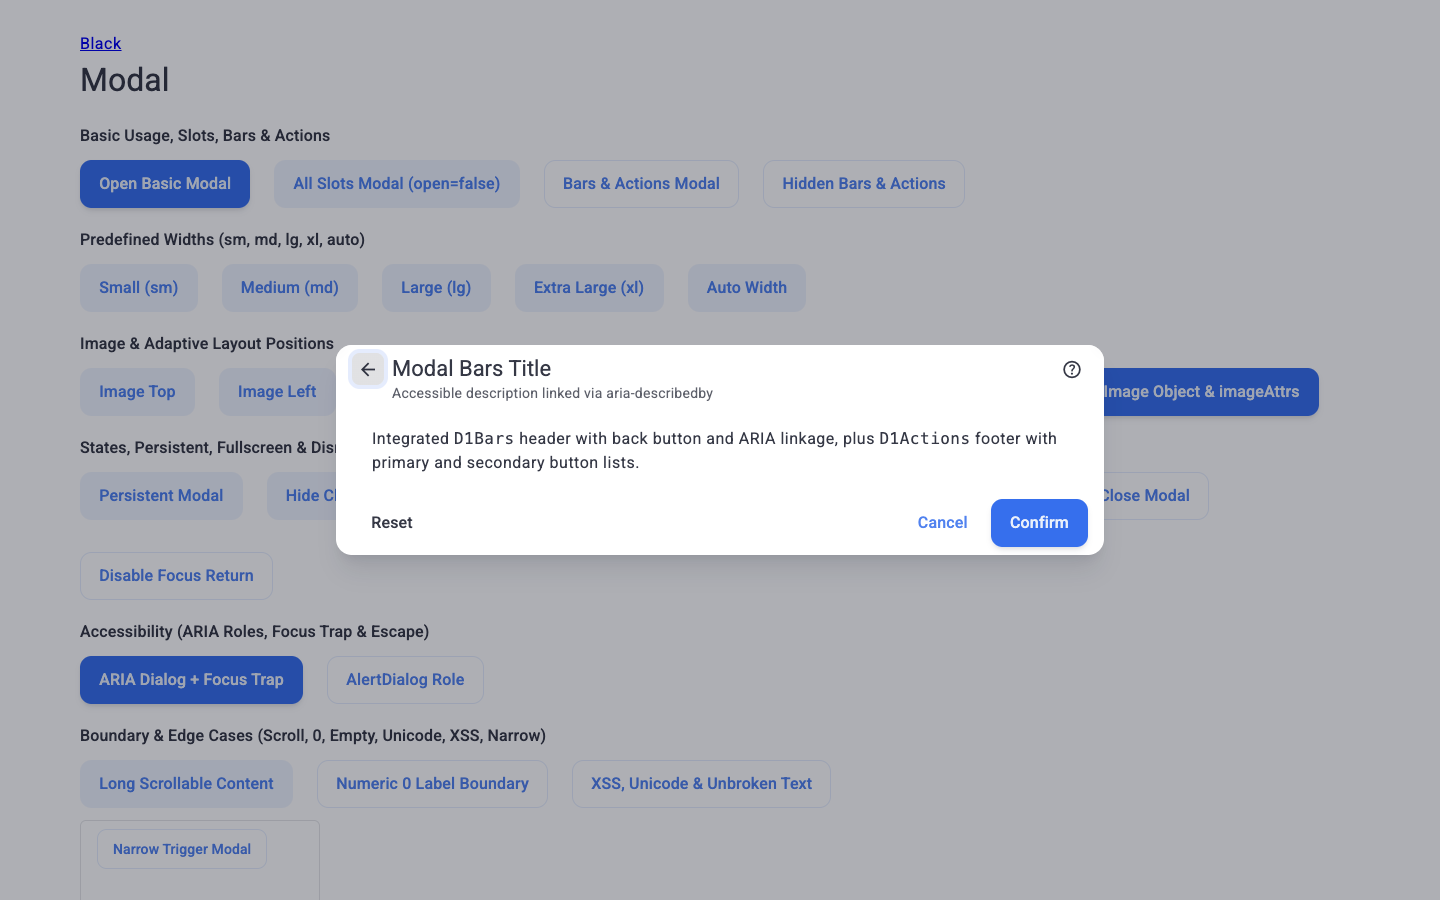 Black
Modal
Basic Usage, Slots, Bars & Actions
Open Basic Modal
All Slots Modal (open=false)
Bars & Actions Modal
Hidden Bars & Actions
Predefined Widths (sm, md, lg, xl, auto)
Small (sm)
Medium (md)
Large (lg)
Extra Large (xl)
Auto Width
Image & Adaptive Layout Positions
Image Top
Image Left
Image Object & imageAttrs
Modal Bars Title
Accessible description linked via aria-describedby
Integrated D1Bars header with back button and ARIA linkage, plus D1Actions footer with
primary and secondary button lists.
Reset
Cancel
Confirm
States, Persistent, Fullscreen &
Persistent Modal
Hide
Close Modal
Disable Focus Return
Accessibility (ARIA Roles, Focus Trap & Escape)
ARIA Dialog + Focus Trap
AlertDialog Role
Boundary & Edge Cases (Scroll, 0, Empty, Unicode, XSS, Narrow)
Long Scrollable Content
Numeric 0 Label Boundary
XSS, Unicode & Unbroken Text
Narrow Trigger Modal